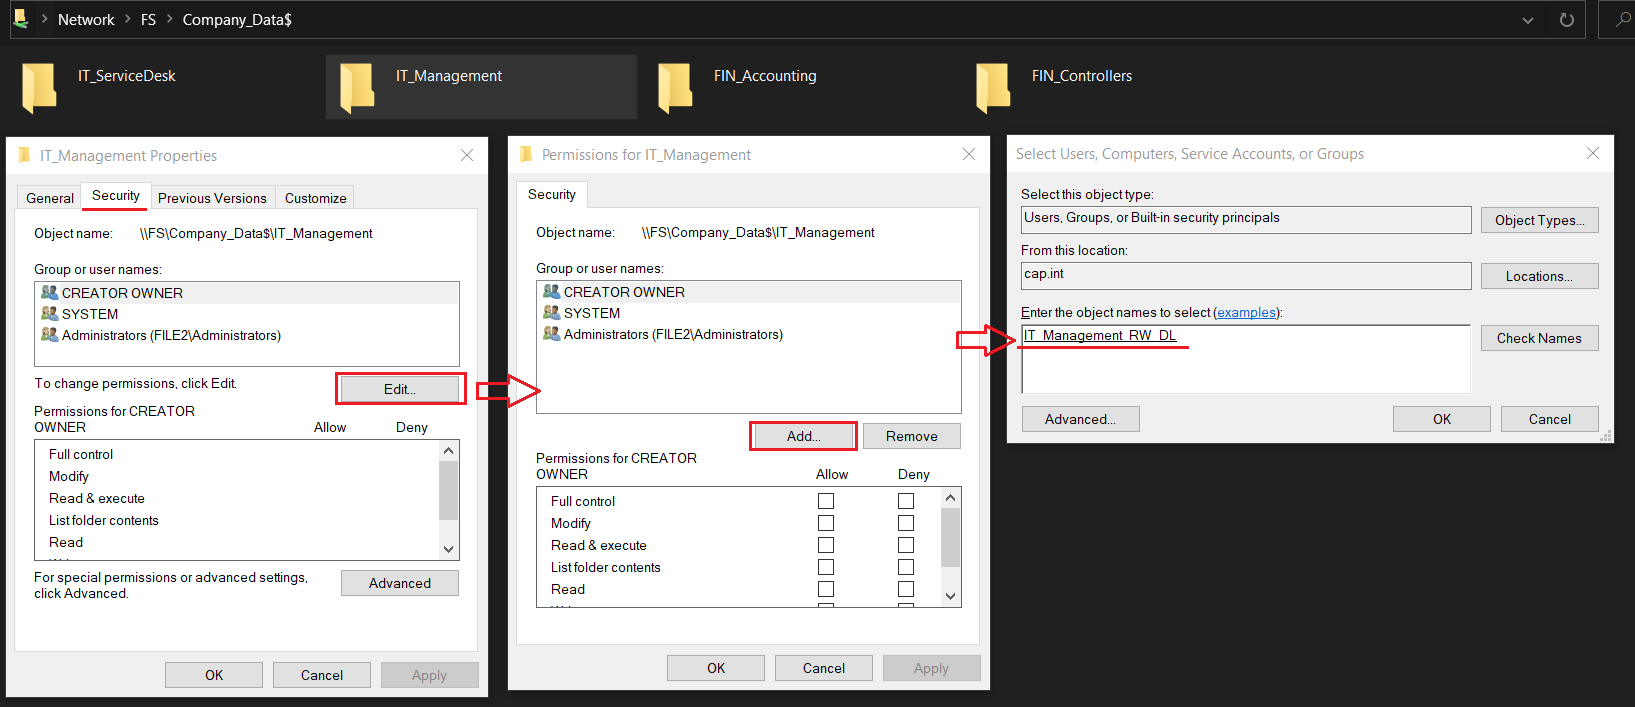 Network > FS > Company_Data$
IT_ServiceDesk
IT_Management
FIN_Accounting
FIN_Controllers
IT_Management Properties
General
Security
Previous Versions
Customize
Object name: \\FS\Company_Data$\IT_Management
Group or user names:
CREATOR OWNER
SYSTEM
Administrators (FILE2\Administrators)
To change permissions, click Edit.
Edit...
Permissions for CREATOR
OWNER Allow Deny
Full control
Modify
Read & execute
List folder contents
Read
For special permissions or advanced settings,
click Advanced.
Advanced
OK
Cancel
Apply
Permissions for IT_Management
Security
Object name: \\FS\Company_Data$\IT_Management
Group or user names:
CREATOR OWNER
SYSTEM
Administrators (FILE2\Administrators)
Add...
Remove
Permissions for CREATOR
OWNER Allow Deny
Full control
Modify
Read & execute
List folder contents
Read
OK
Cancel
Apply
Select Users, Computers, Service Accounts, or Groups
Select this object type:
Users, Groups, or Built-in security principals
Object Types...
From this location:
cap.int
Locations...
Enter the object names to select (examples):
IT_Management_RW_DL
Check Names
Advanced...
OK
Cancel